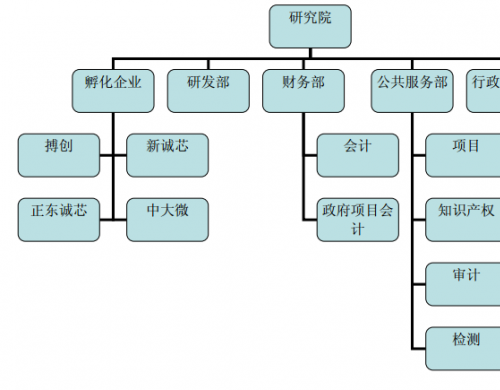 研究院
孵化企业
研发部
财务部
公共服务部
行政
搏创
新诚芯
会计
项目
正东诚芯
中大微
政府项目会
计
知识产权
审计
检测